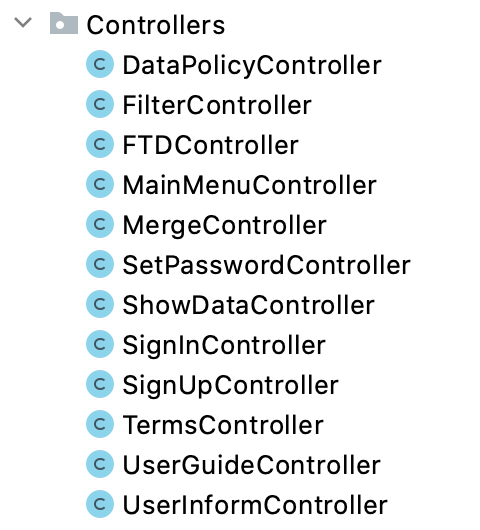 Controllers
C DataPolicyController
C FilterController
C FTDController
C MainMenuController
C MergeController
C SetPasswordController
C ShowDataController
C SignInController
C SignUpController
C TermsController
C UserGuideController
C UserInformController